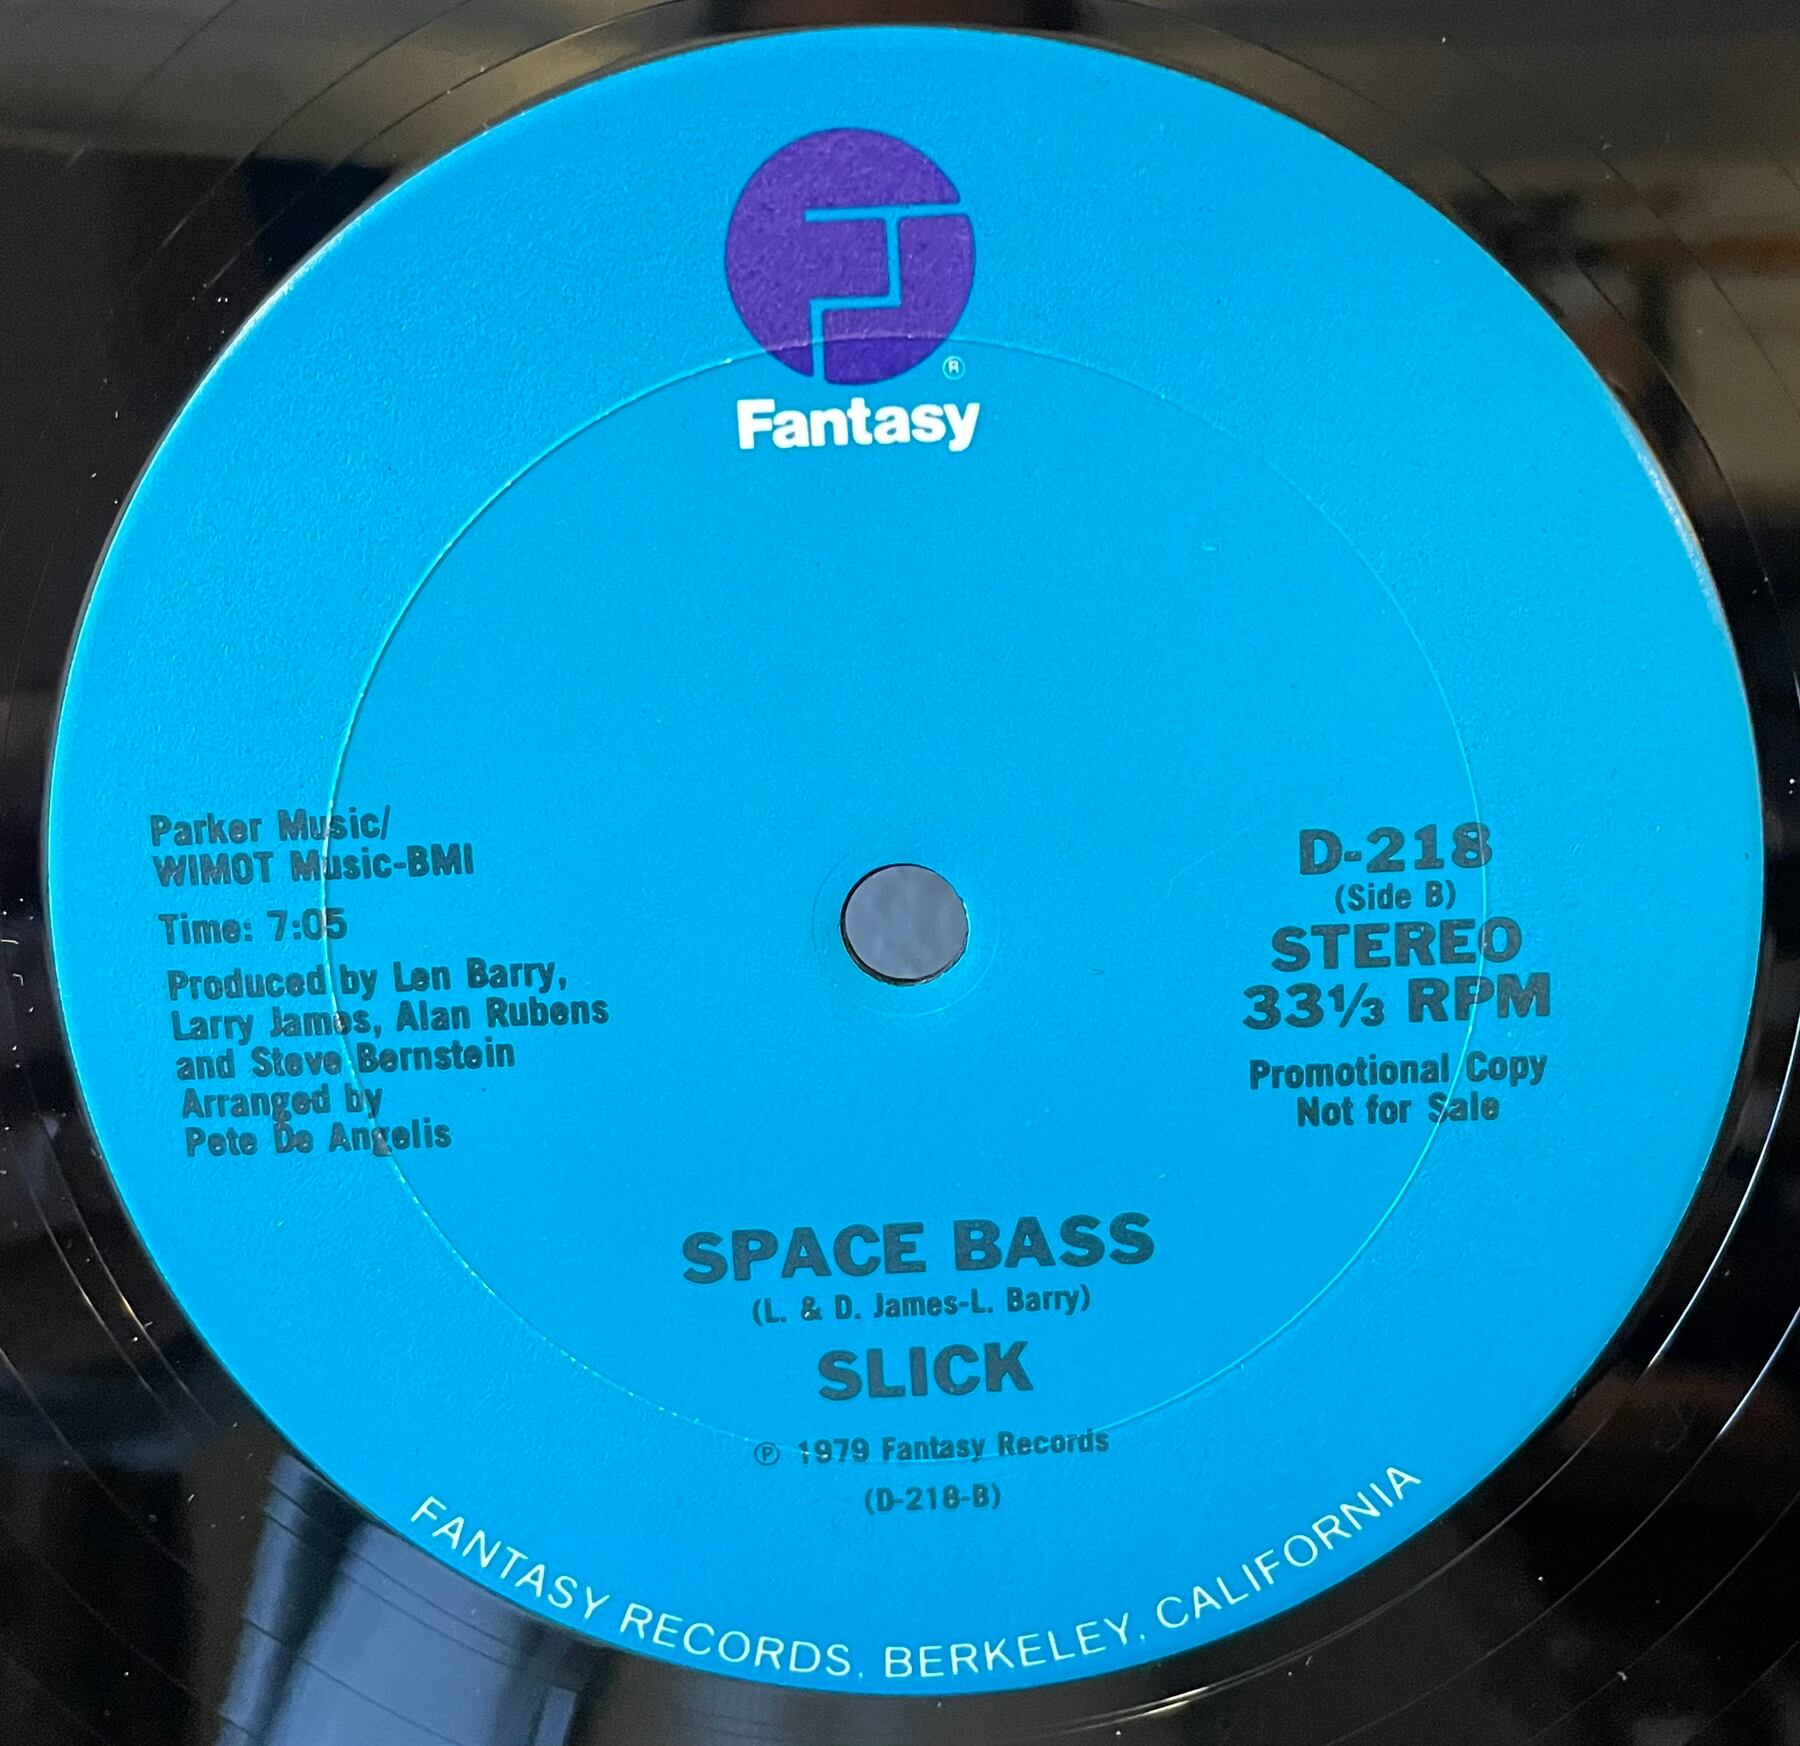 ®
Fantasy
Parker Music/
WIMOT Music-BMI
Time: 7:05
Produced by Len Barry,
Larry James, Alan Rubens
and Steve Bernstein
Arranged by
Pete De Angelis
D-218
(Side B)
STEREO
33⅓ RPM
Promotional Copy
Not for Sale
SPACE BASS
(L. & D. James-L. Barry)
SLICK
℗ 1979 Fantasy Records
(D-218-B)
FANTASY RECORDS, BERKELEY, CALIFORNIA